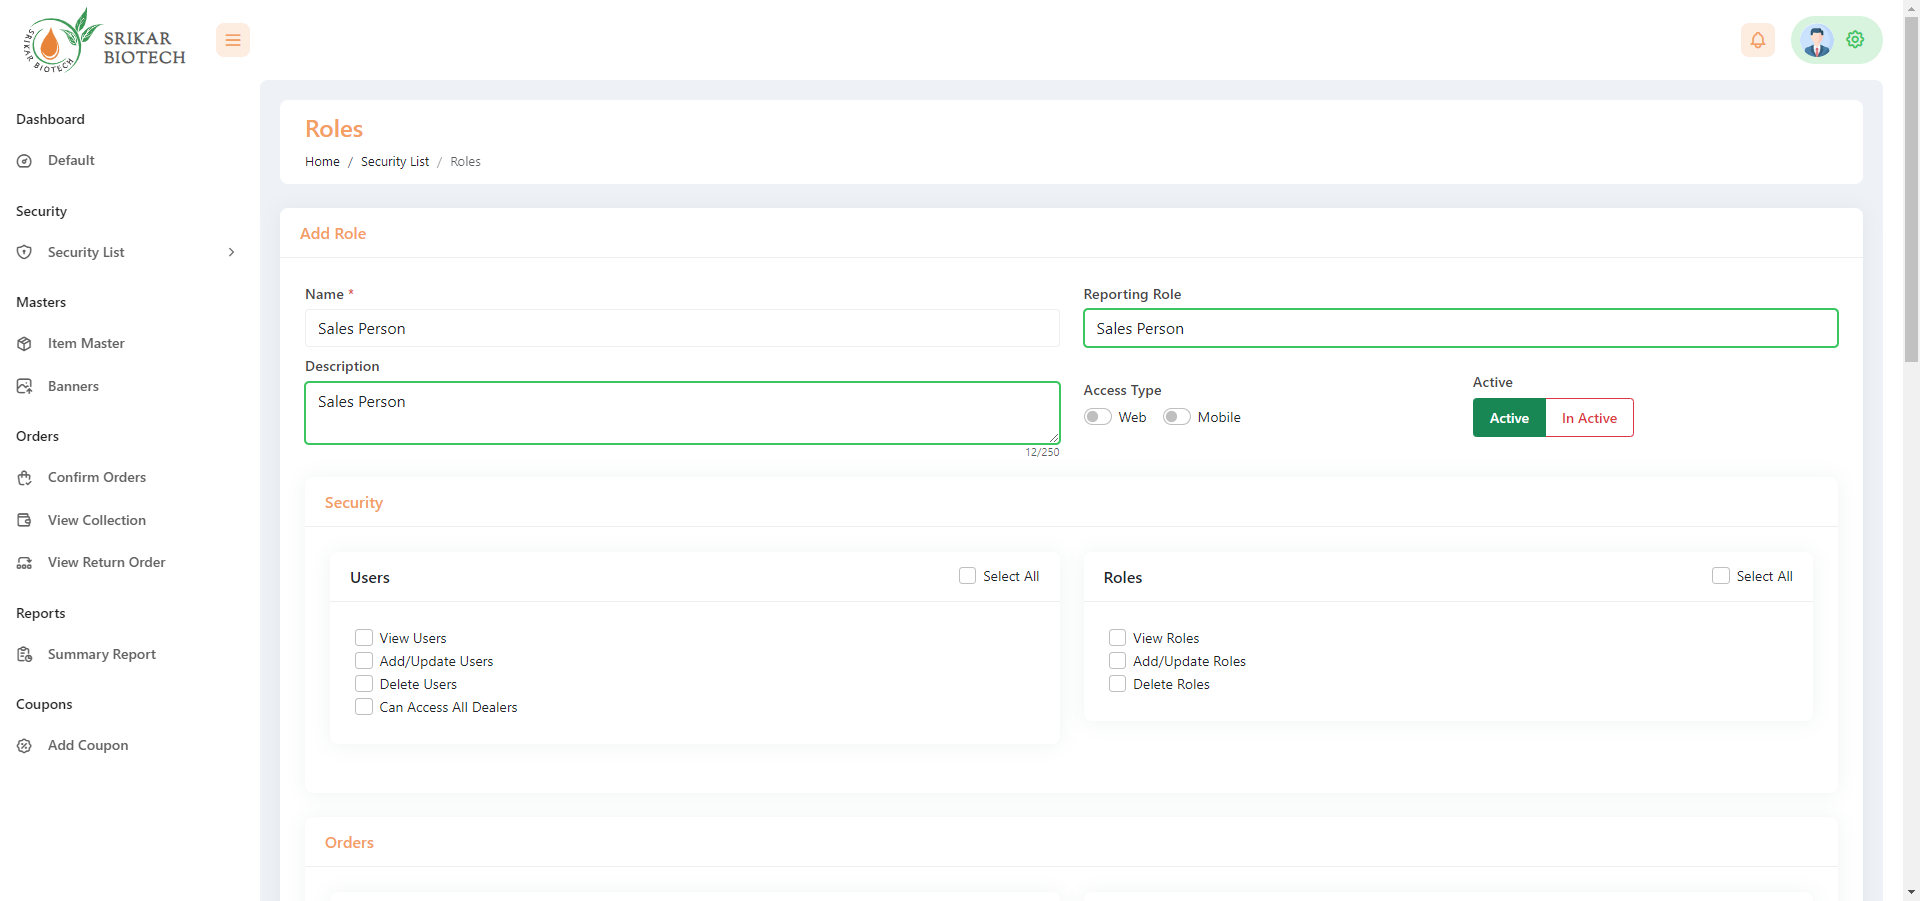 SRIKAR BIOTECH
SRIKAR
BIOTECH
Dashboard
Default
Security
Security List
Masters
Item Master
Banners
Orders
Confirm Orders
View Collection
View Return Order
Reports
Summary Report
Coupons
Add Coupon
Roles
Home / Security List / Roles
Add Role
Name *
Sales Person
Reporting Role
Sales Person
Description
Sales Person
12/250
Access Type
Web Mobile
Active
Active In Active
Security
Users Select All
View Users
Add/Update Users
Delete Users
Can Access All Dealers
Roles Select All
View Roles
Add/Update Roles
Delete Roles
Orders